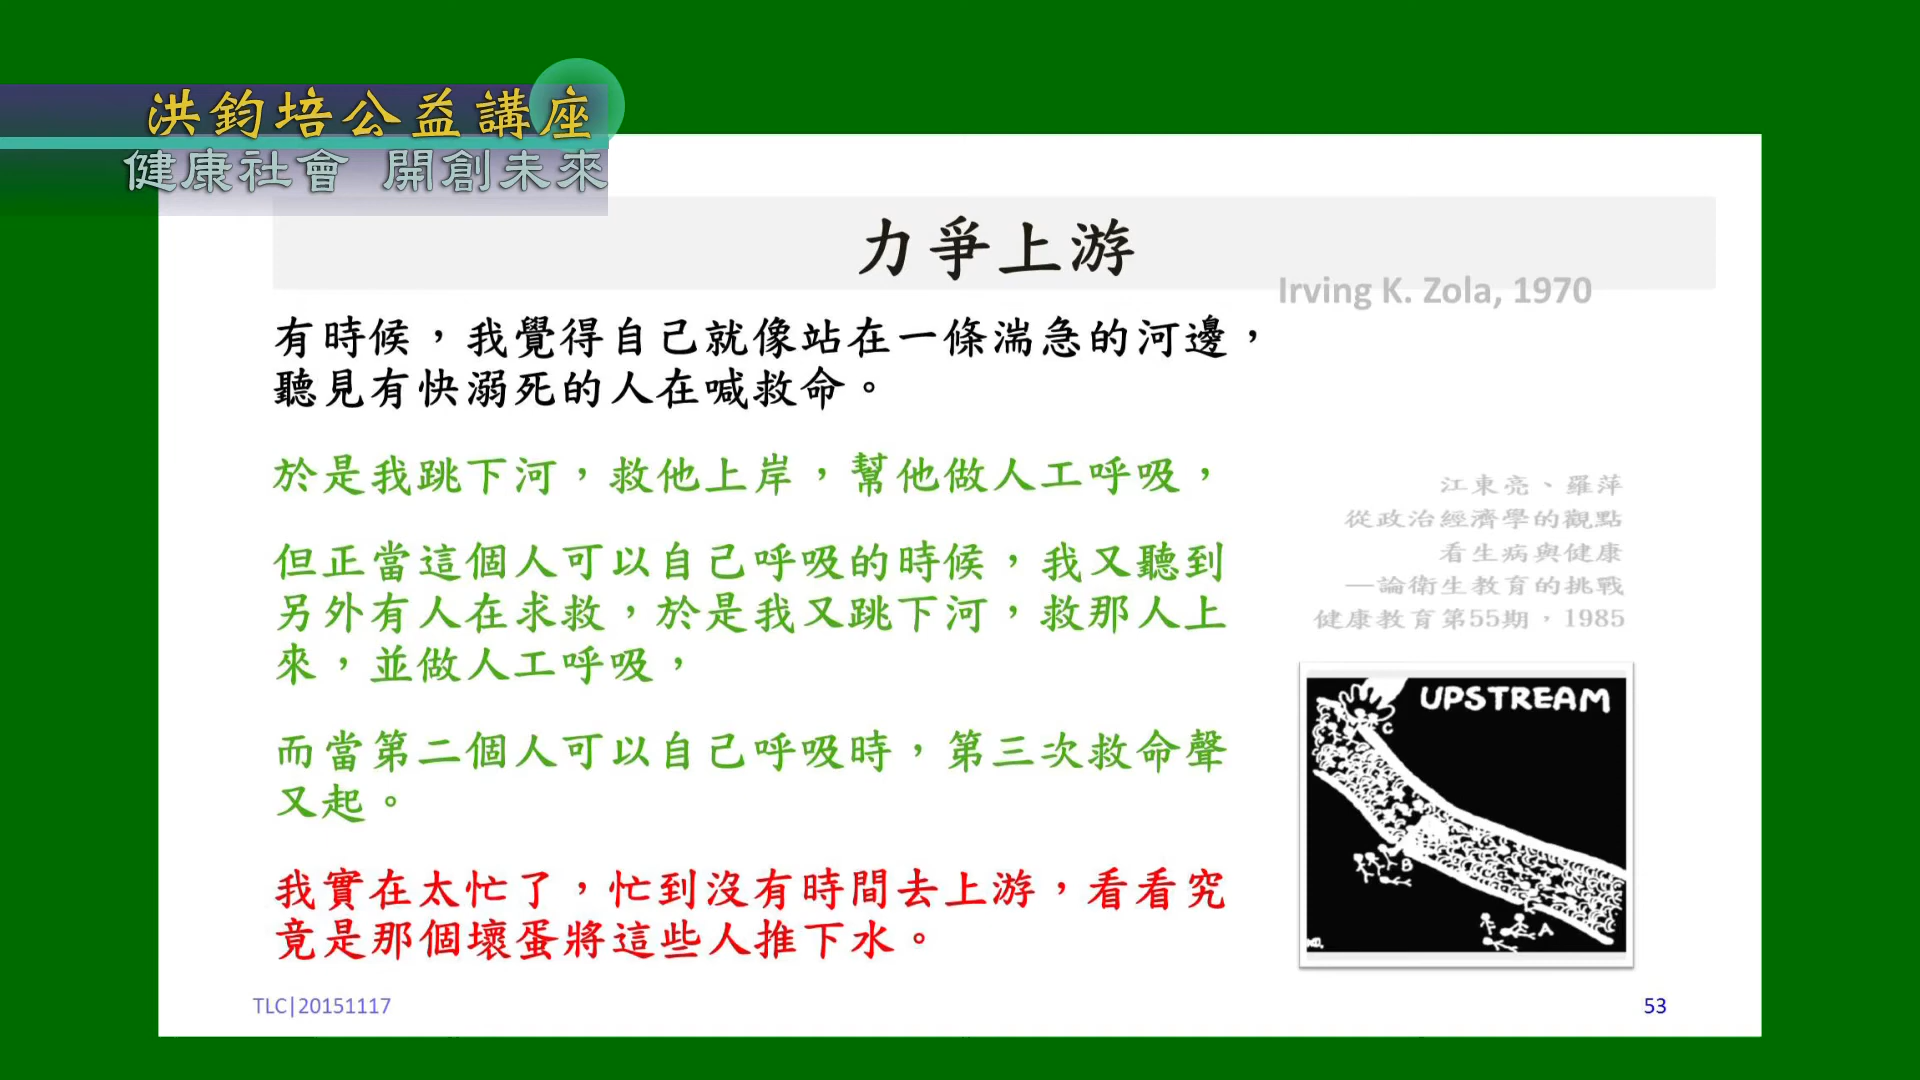 洪鈞培公益講座
健康社會 開創未來
力爭上游
Irving K. Zola, 1970
有時候，我覺得自己就像站在一條湍急的河邊，
聽見有快溺死的人在喊救命。
於是我跳下河，救他上岸，幫他做人工呼吸，
但正當這個人可以自己呼吸的時候，我又聽到
另外有人在求救，於是我又跳下河，救那人上
來，並做人工呼吸，
而當第二個人可以自己呼吸時，第三次救命聲
又起。
我實在太忙了，忙到沒有時間去上游，看看究
竟是那個壞蛋將這些人推下水。
江東亮、羅萍
從政治經濟學的觀點
看生病與健康
—論衛生教育的挑戰
健康教育第55期，1985
UPSTREAM
C
B
A
TLC|20151117
53